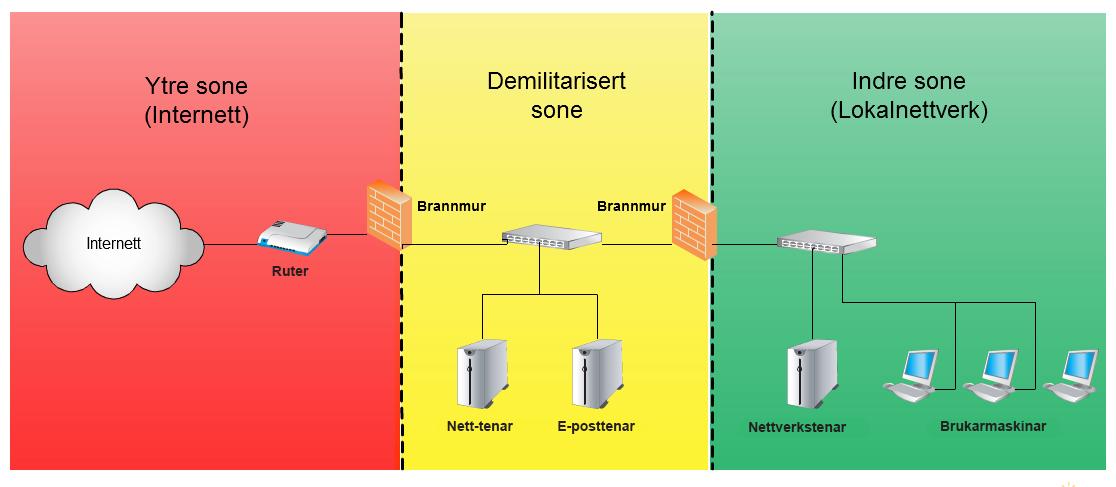 Ytre sone
(Internett)
Demilitarisert
sone
Indre sone
(Lokalnettverk)
Internett
Ruter
Brannmur
Brannmur
Nett-tenar
E-posttenar
Nettverkstenar
Brukarmaskinar